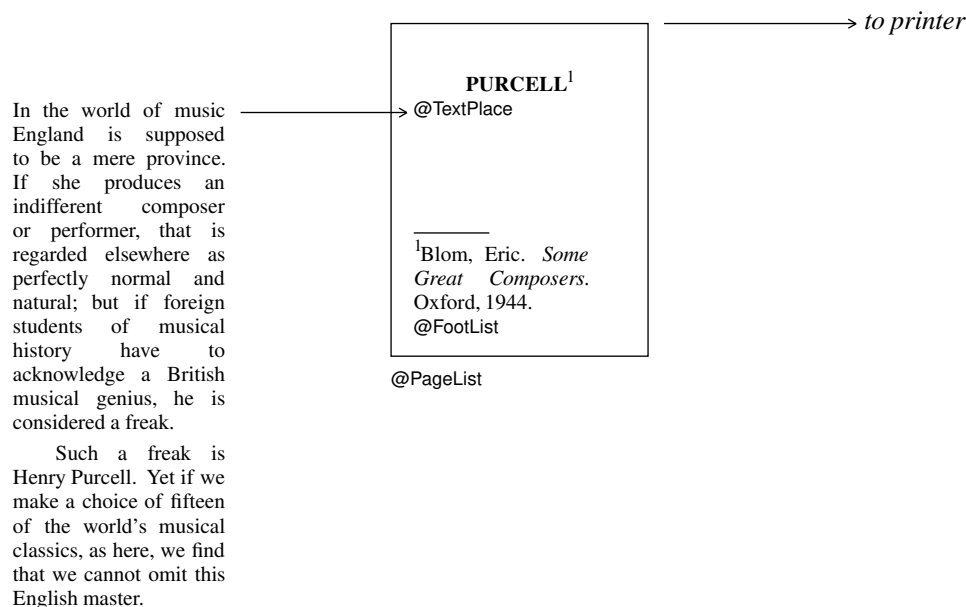 to printer
PURCELL1
@TextPlace
In the world of music
England is supposed
to be a mere province.
If she produces an
indifferent composer
or performer, that is
regarded elsewhere as
perfectly normal and
natural; but if foreign
students of musical
history have to
acknowledge a British
musical genius, he is
considered a freak.
Such a freak is
Henry Purcell. Yet if we
make a choice of fifteen
of the world's musical
classics, as here, we find
that we cannot omit this
English master.
1Blom, Eric. Some
Great Composers.
Oxford, 1944.
@FootList
@PageList